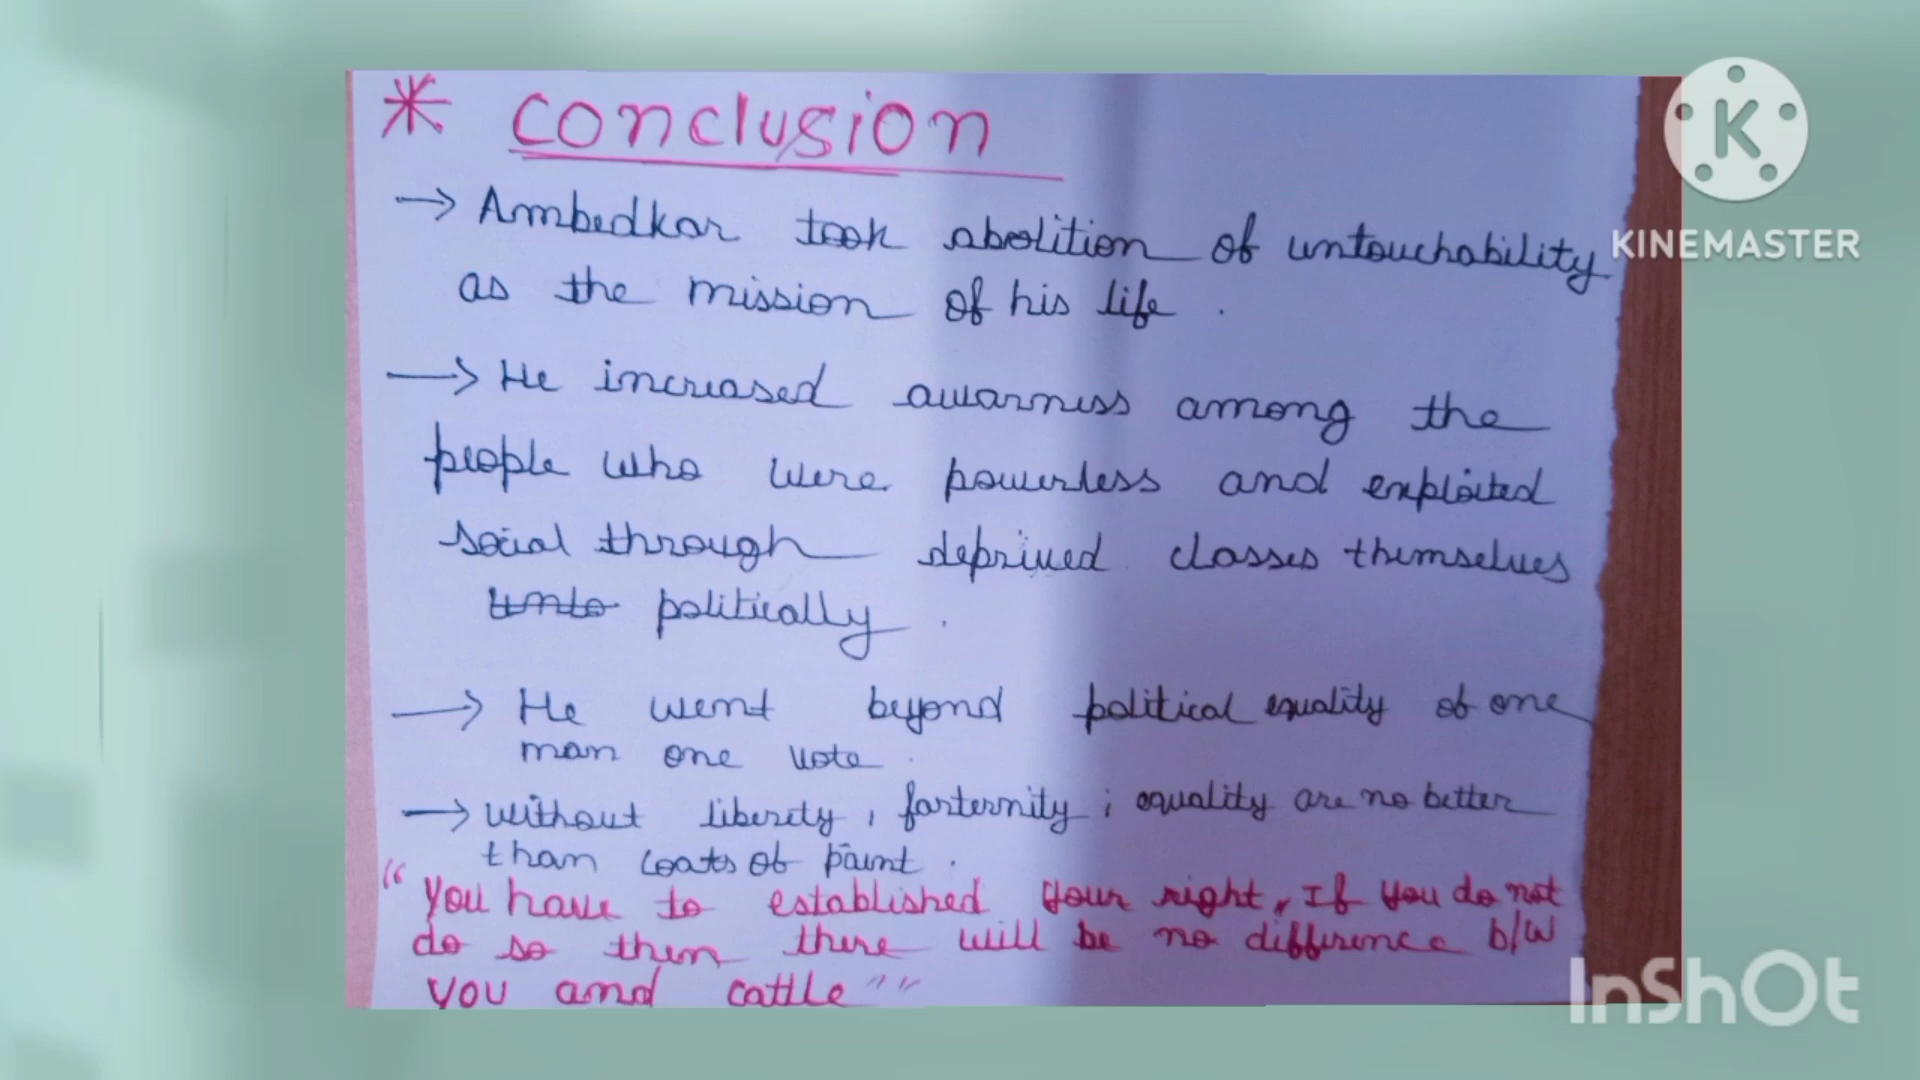 * Conclusion
→ Ambedkar took abolition of untouchability
as the mission of his life .
→ He increased awarness among the
people who were powerless and exploited
social through deprived classes themselves
unto politically .
→ He went beyond political equality of one
man one vote .
→ without liberty , farternity ; equality are no better
than coats of paint .
“ You have to established your right, If you do not
do so then there will be no difference b/w
you and cattle ””
K
KINEMASTER
InShOt